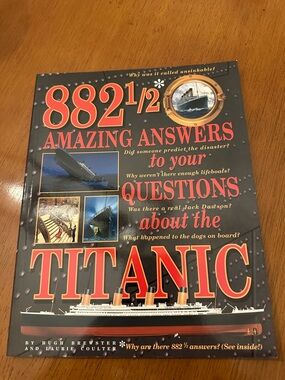 Why was it called unsinkable?
882 1/2*
AMAZING ANSWERS
Did someone predict the disaster?
to your
Why weren't there enough lifeboats?
QUESTIONS
Was there a real Jack Dawson?
about the
What happened to the dogs on board?
TITANIC
BY HUGH BREWSTER
AND LAURIE COULTER
*Why are there 882 ½ answers? (See inside!)